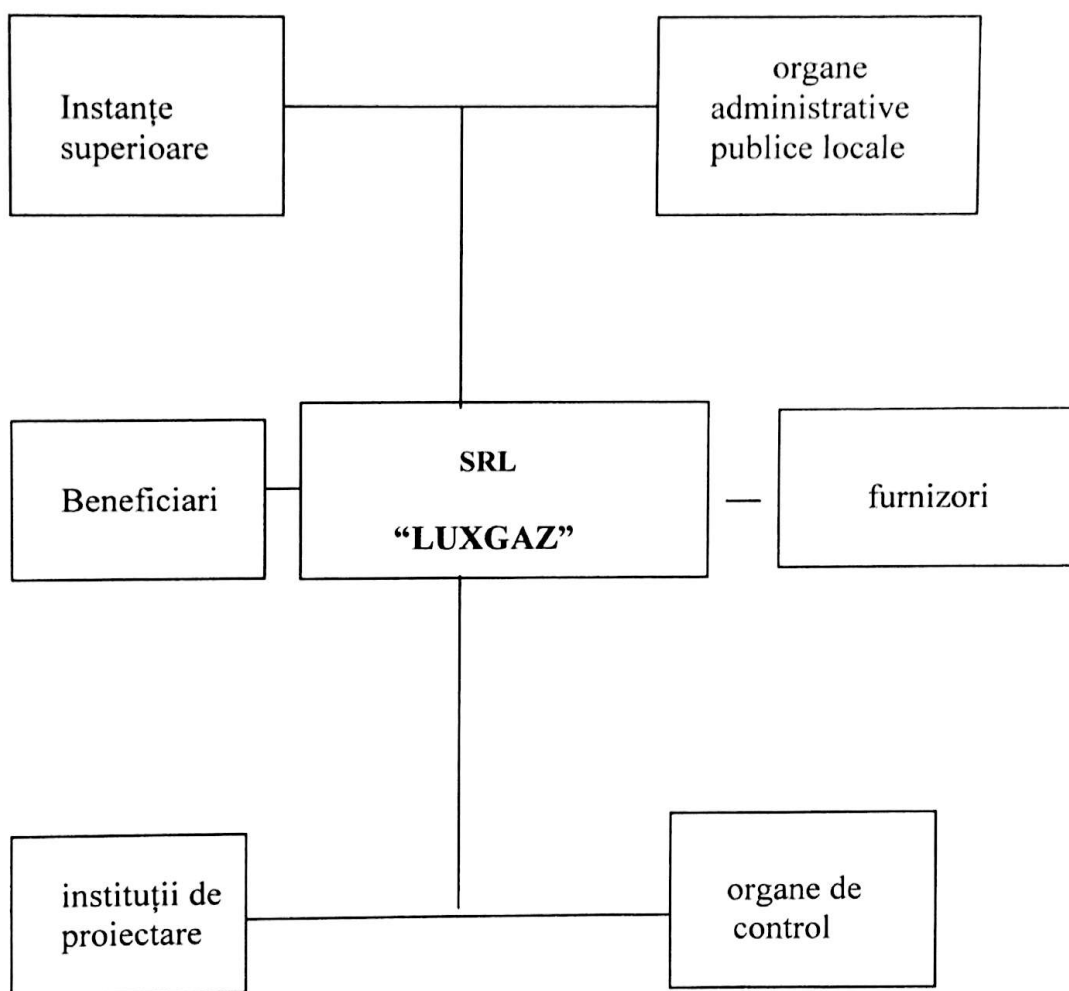 Instanțe
superioare
organe
administrative
publice locale
Beneficiari
SRL
“LUXGAZ”
furnizori
instituții de
proiectare
organe de
control